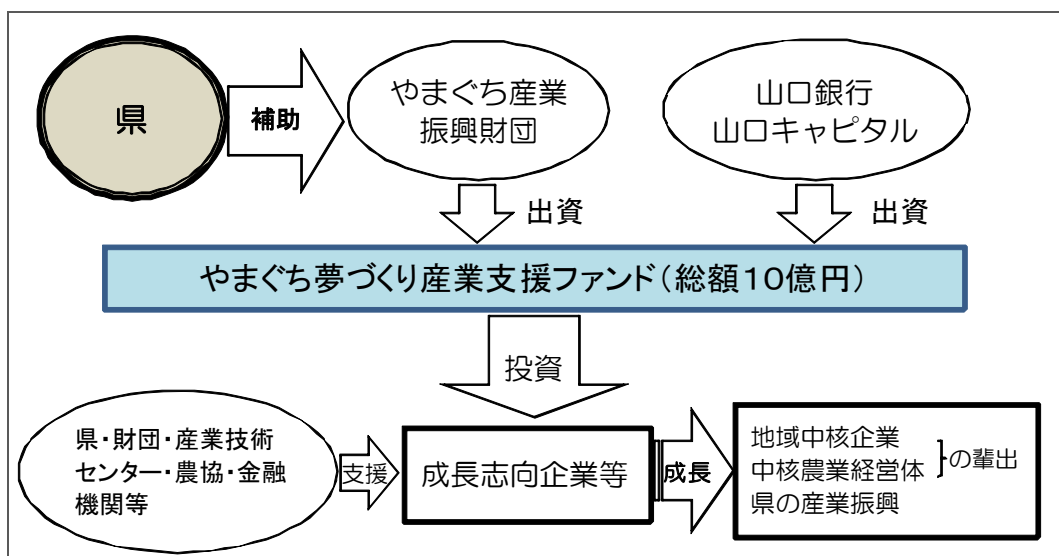 県
補助
やまぐち産業
振興財団
山口銀行
山口キャピタル
出資
出資
やまぐち夢づくり産業支援ファンド(総額10億円)
投資
県・財団・産業技術
センター・農協・金融
機関等
支援
成長志向企業等
成長
地域中核企業
中核農業経営体
}の輩出
県の産業振興